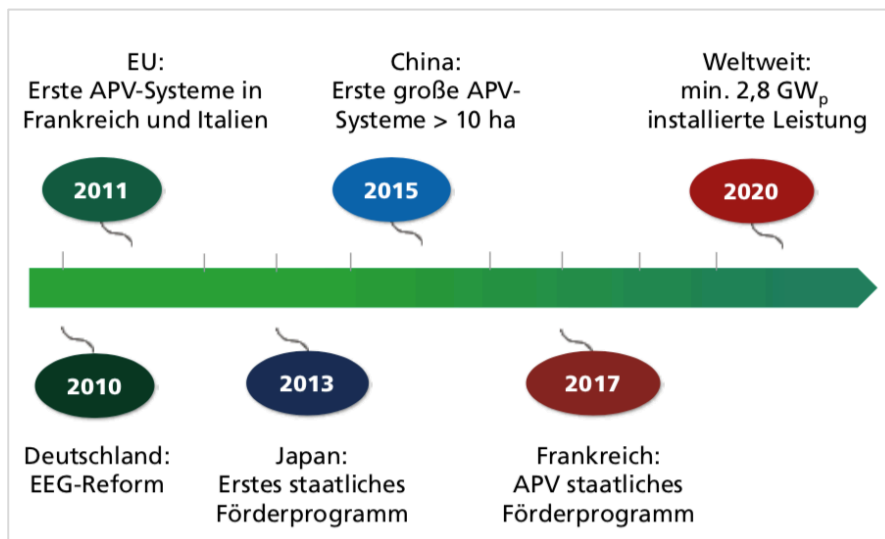 EU:
Erste APV-Systeme in
Frankreich und Italien
2011
China:
Erste große APV-
Systeme > 10 ha
2015
Weltweit:
min. 2,8 GWp
installierte Leistung
2020
2010
Deutschland:
EEG-Reform
2013
Japan:
Erstes staatliches
Förderprogramm
2017
Frankreich:
APV staatliches
Förderprogramm